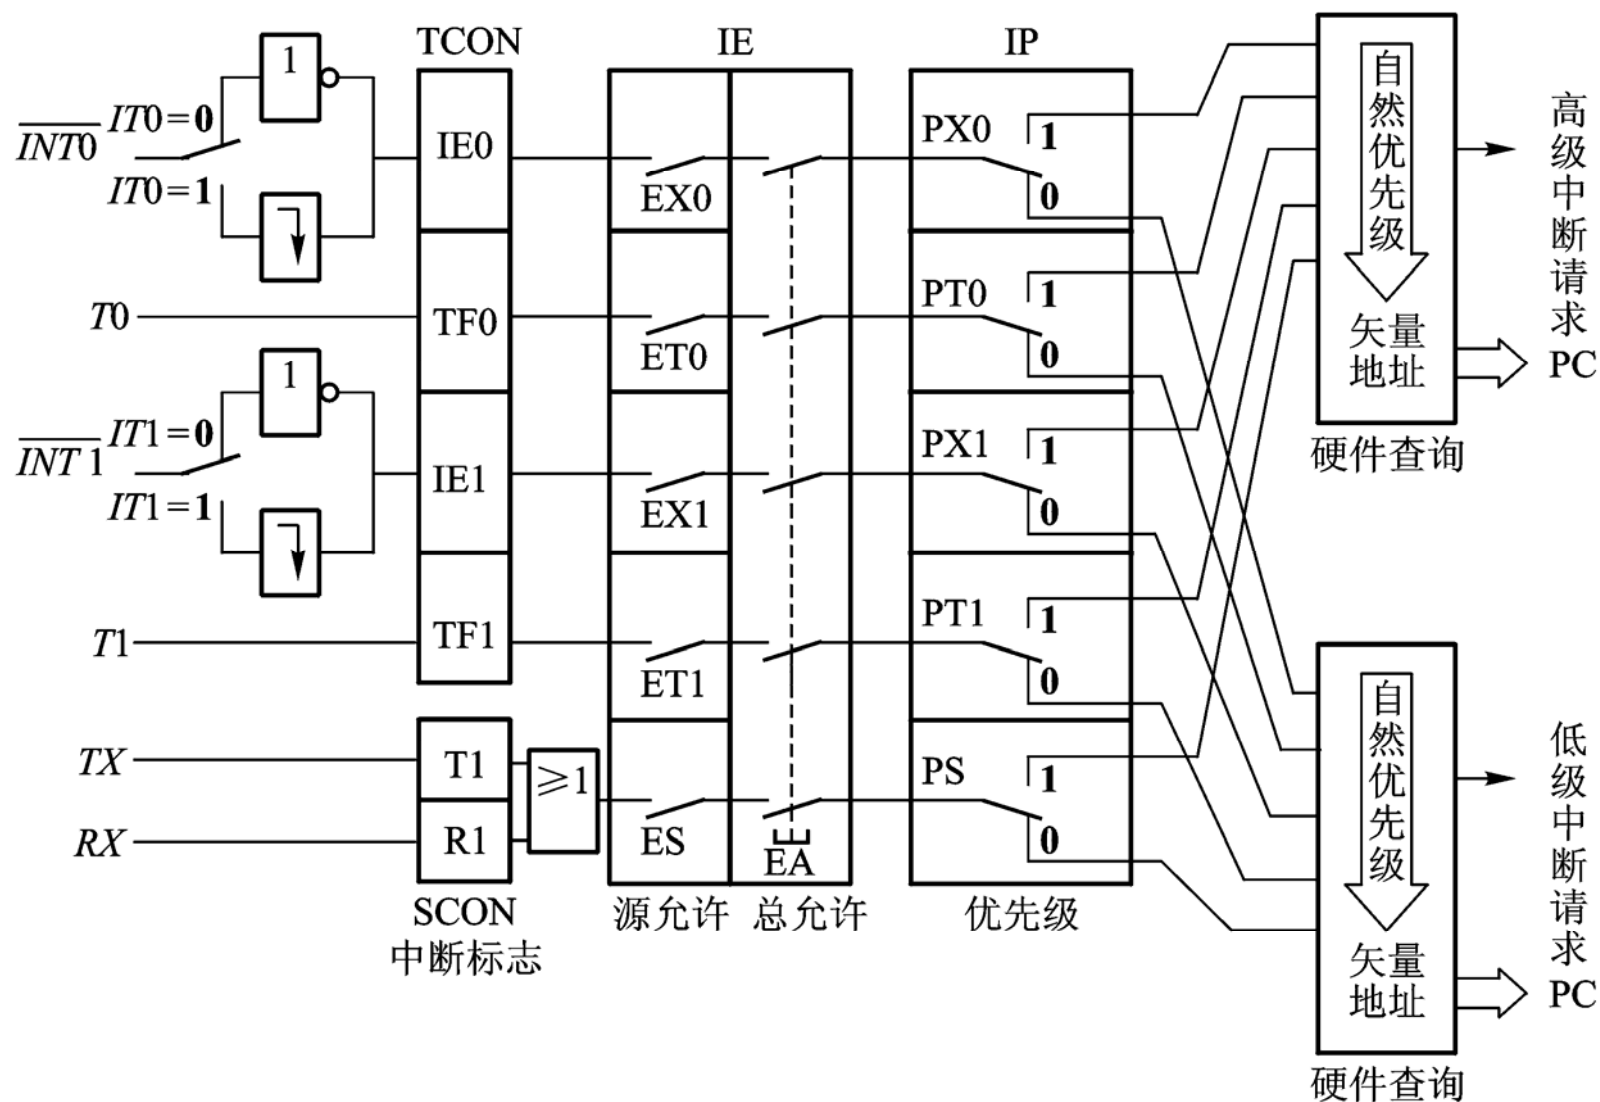 TCON
IE
IP
INT0
IT0=0
IT0=1
1
IE0
EX0
PX0
1
0
T0
TF0
ET0
PT0
1
0
INT 1
IT1=0
IT1=1
1
IE1
EX1
PX1
1
0
T1
TF1
ET1
PT1
1
0
TX
T1
RX
R1
≥1
ES
EA
PS
1
0
SCON
中断标志
源允许
总允许
优先级
自然优先级
矢量
地址
硬件查询
高级中断请求
PC
自然优先级
矢量
地址
硬件查询
低级中断请求
PC